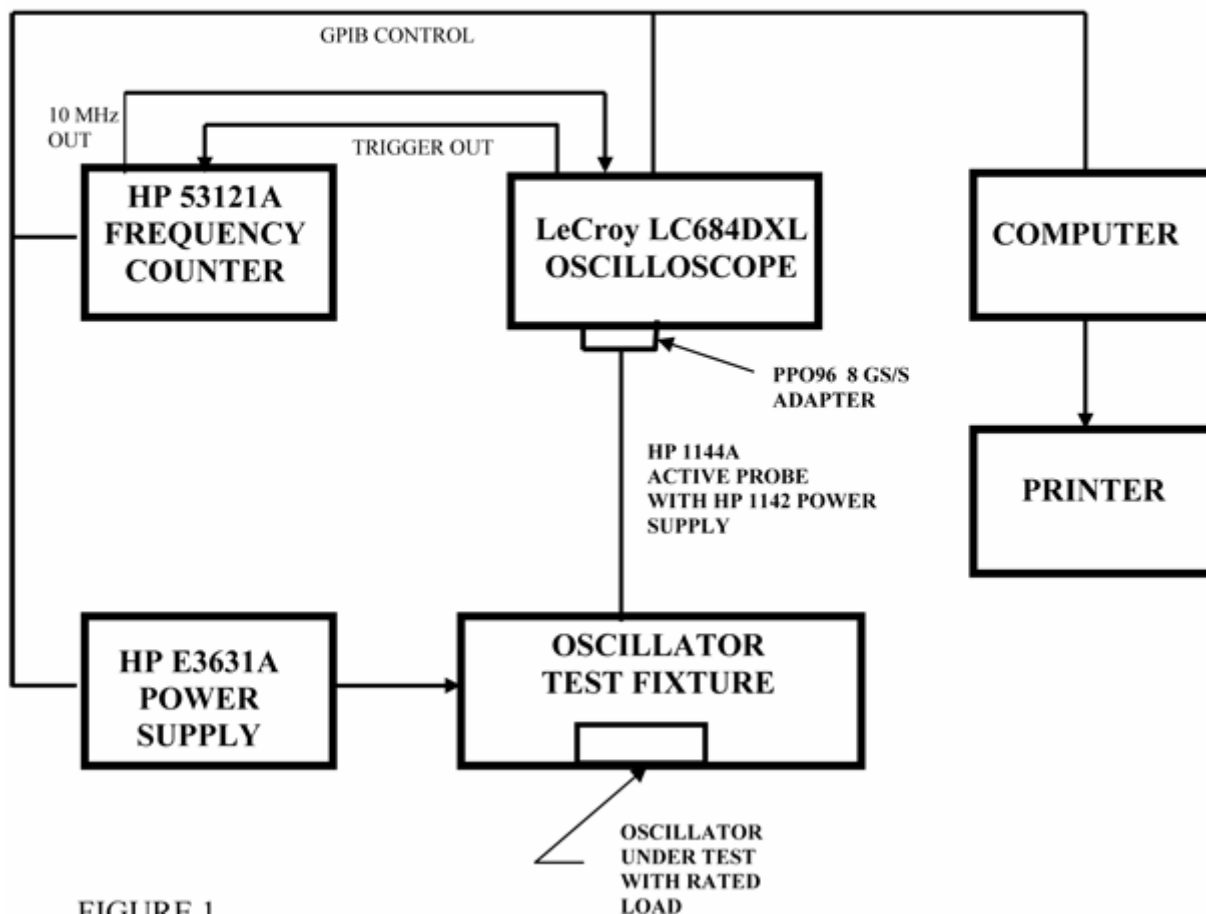 GPIB CONTROL
10 MHz
OUT
TRIGGER OUT
HP 53121A
FREQUENCY
COUNTER
LeCroy LC684DXL
OSCILLOSCOPE
COMPUTER
PPO96 8 GS/S
ADAPTER
HP 1144A
ACTIVE PROBE
WITH HP 1142 POWER
SUPPLY
PRINTER
HP E3631A
POWER
SUPPLY
OSCILLATOR
TEST FIXTURE
OSCILLATOR
UNDER TEST
WITH RATED
LOAD
FIGURE 1